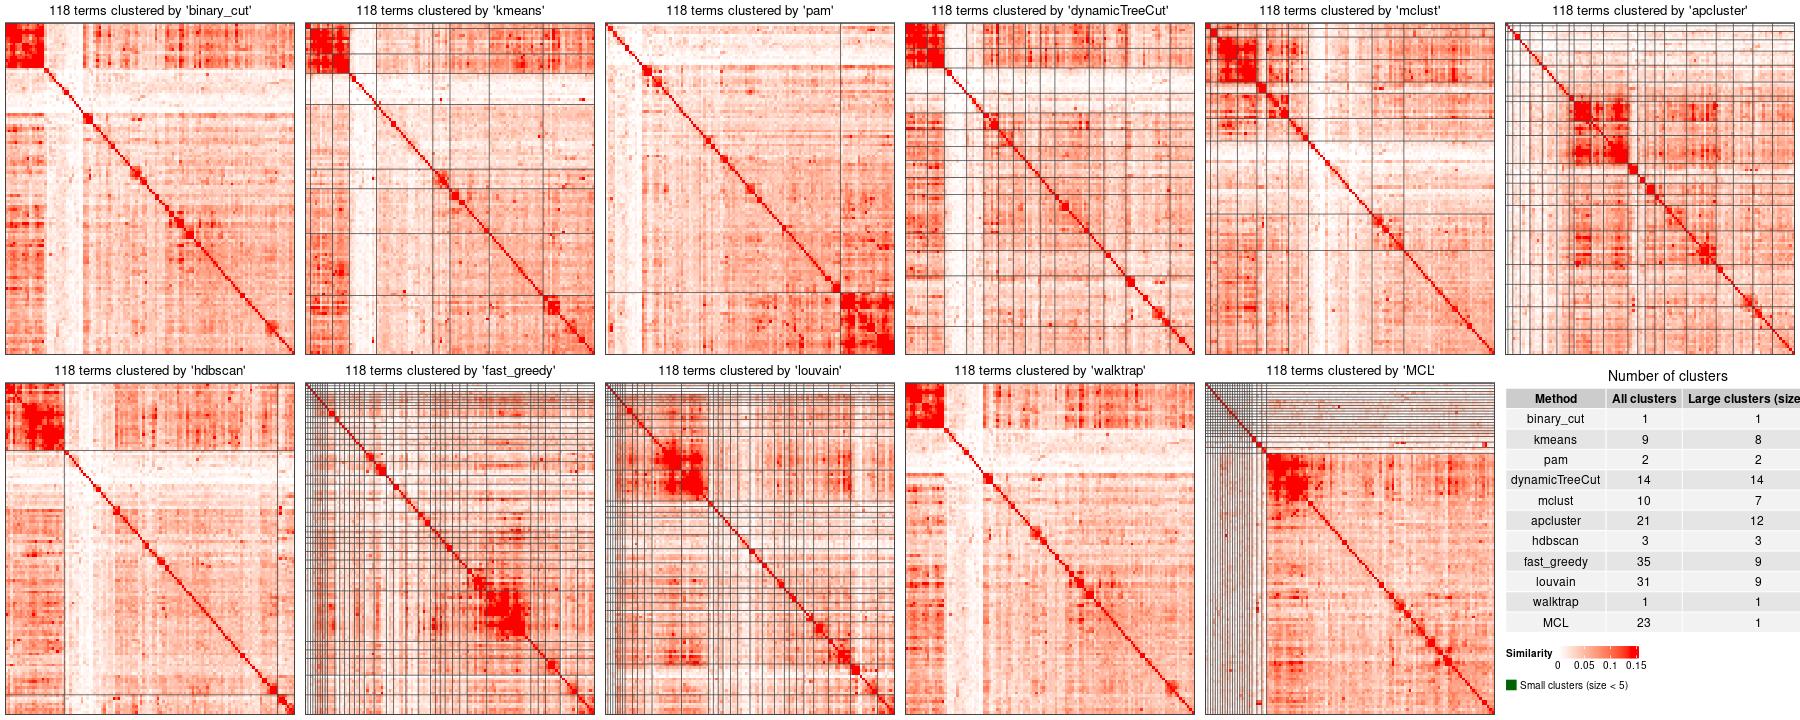 118 terms clustered by 'binary_cut'
118 terms clustered by 'kmeans'
118 terms clustered by 'pam'
118 terms clustered by 'dynamicTreeCut'
118 terms clustered by 'mclust'
118 terms clustered by 'apcluster'
118 terms clustered by 'hdbscan'
118 terms clustered by 'fast_greedy'
118 terms clustered by 'louvain'
118 terms clustered by 'walktrap'
118 terms clustered by 'MCL'
Number of clusters
Method All clusters Large clusters (size
binary_cut 1 1
kmeans 9 8
pam 2 2
dynamicTreeCut 14 14
mclust 10 7
apcluster 21 12
hdbscan 3 3
fast_greedy 35 9
louvain 31 9
walktrap 1 1
MCL 23 1
Similarity
0 0.05 0.1 0.15
Small clusters (size < 5)